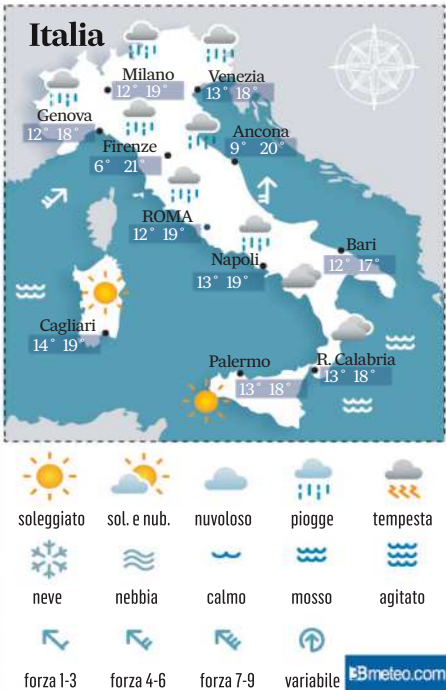 Italia
Milano
12° 19°
Venezia
13° 18°
Genova
12° 18°
Firenze
6° 21°
Ancona
9° 20°
ROMA
12° 19°
Napoli
13° 19°
Bari
12° 17°
Cagliari
14° 19°
Palermo
13° 18°
R. Calabria
13° 18°
soleggiato sol. e nub. nuvoloso piogge tempesta
neve nebbia calmo mosso agitato
forza 1-3 forza 4-6 forza 7-9 variabile
3Bmeteo.com